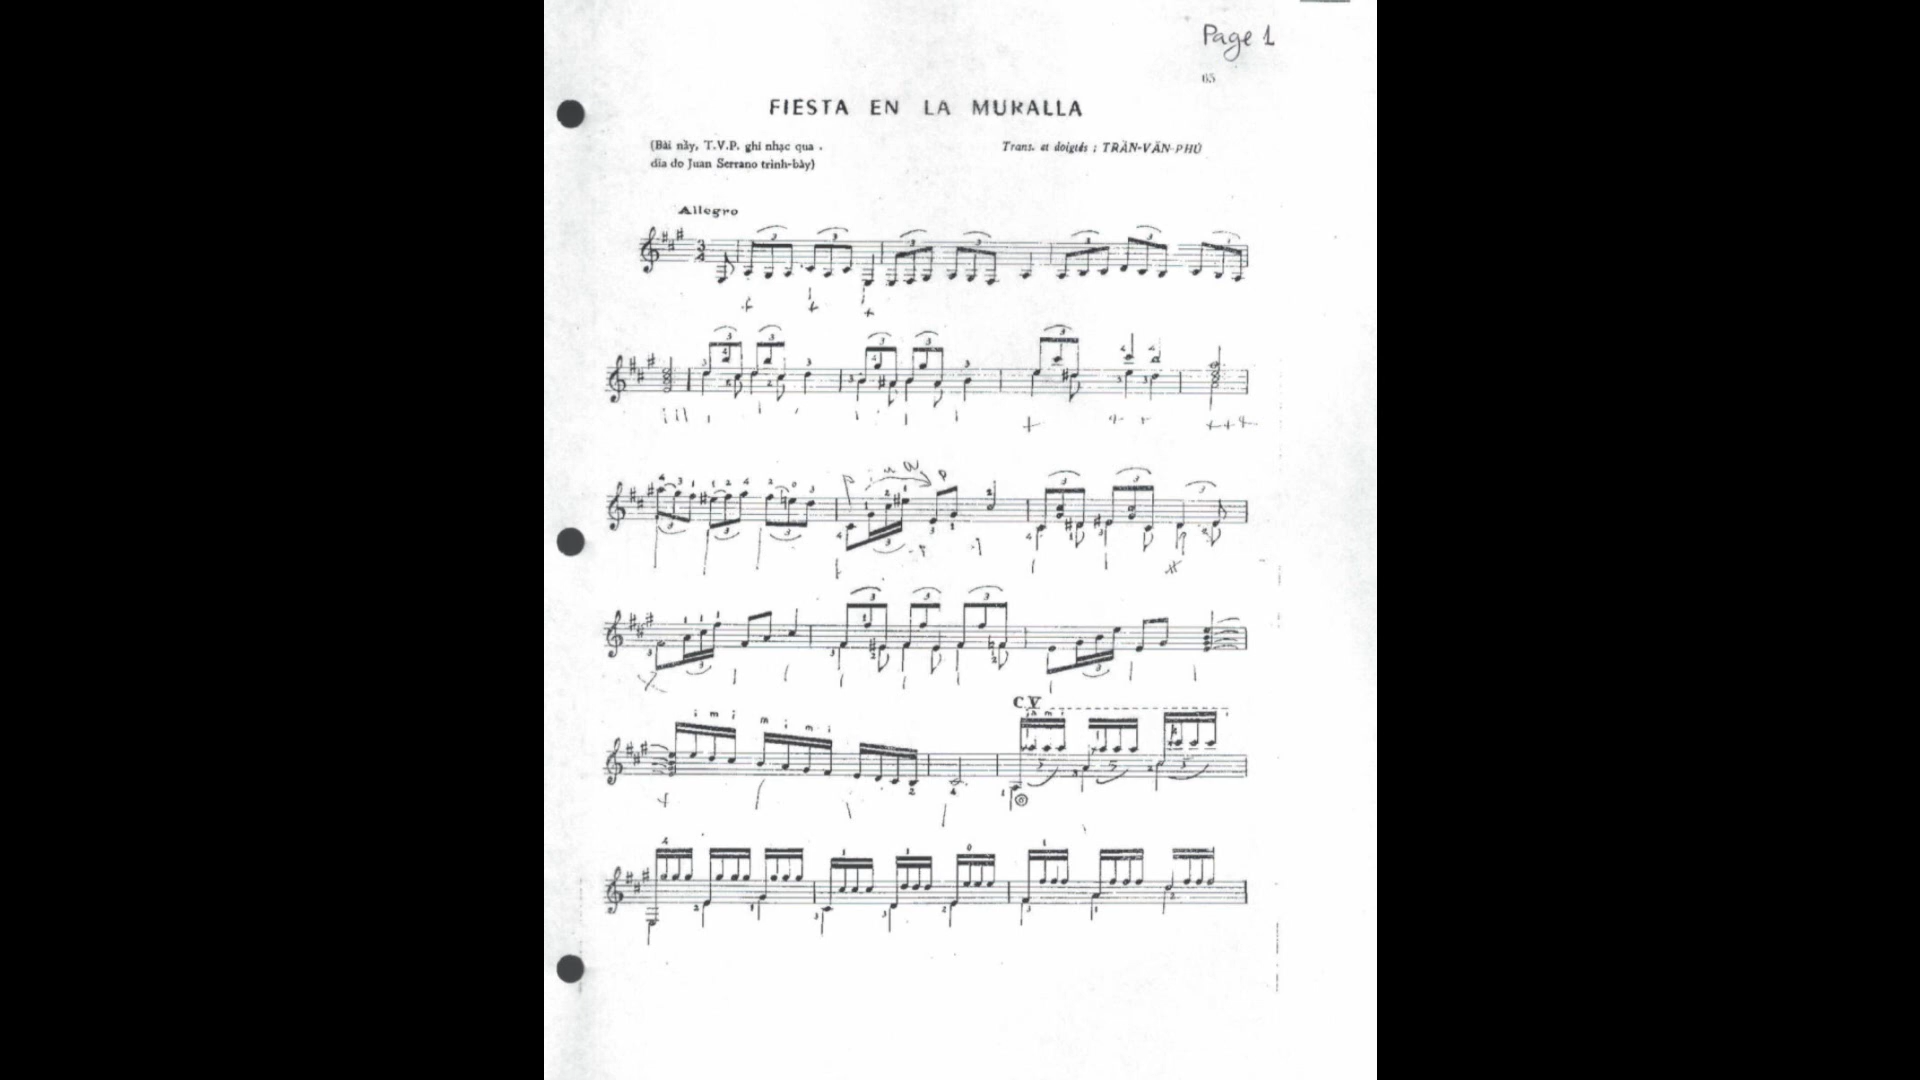 Page 1
65
FIESTA EN LA MURALLA
(Bài nầy, T.V.P. ghi nhạc qua
dĩa do Juan Serrano trình-bày)
Trans. et doigtés : TRẦN-VĂN-PHÚ
Allegro
C V
i m i m i m i